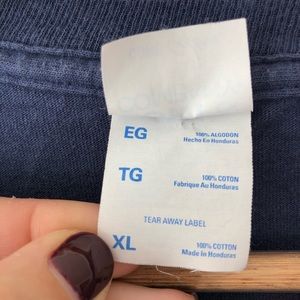 EG
100% ALGODON
Hecho En Honduras
TG
100% COTON
Fabrique Au Honduras
TEAR AWAY LABEL
XL
100% COTTON
Made In Honduras